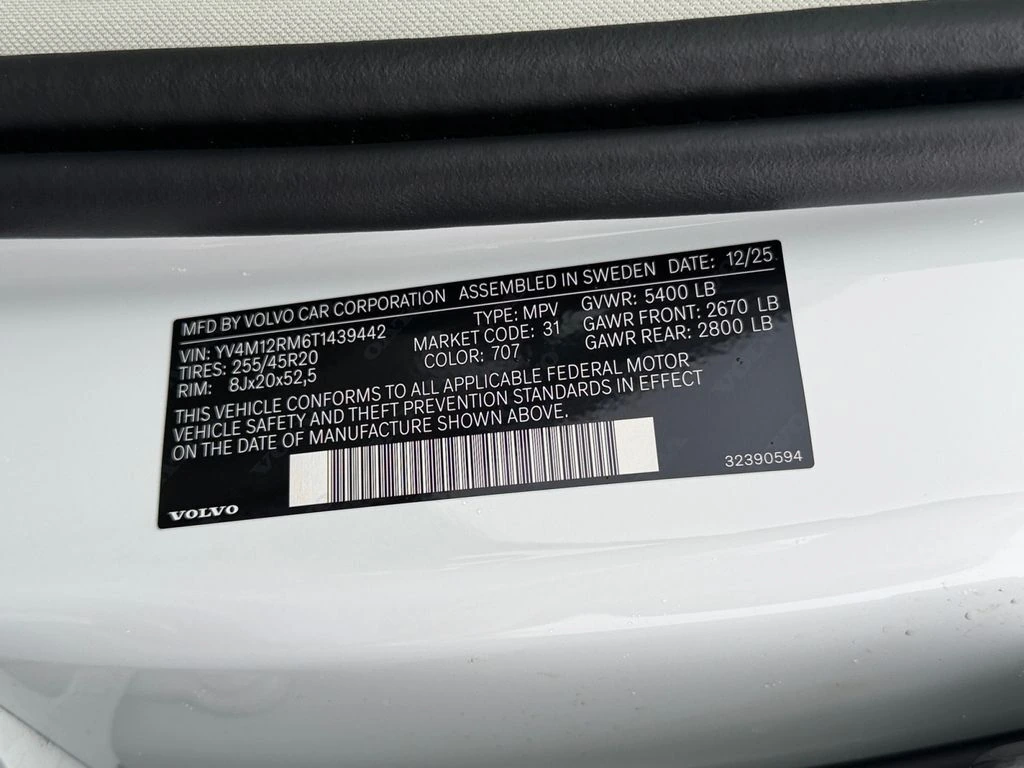 MFD BY VOLVO CAR CORPORATION ASSEMBLED IN SWEDEN DATE: 12/25
VIN: YV4M12RM6T1439442 TYPE: MPV GVWR: 5400 LB
TIRES: 255/45R20 MARKET CODE: 31 GAWR FRONT: 2670 LB
RIM: 8Jx20x52,5 COLOR: 707 GAWR REAR: 2800 LB
THIS VEHICLE CONFORMS TO ALL APPLICABLE FEDERAL MOTOR
VEHICLE SAFETY AND THEFT PREVENTION STANDARDS IN EFFECT
ON THE DATE OF MANUFACTURE SHOWN ABOVE.
32390594
VOLVO